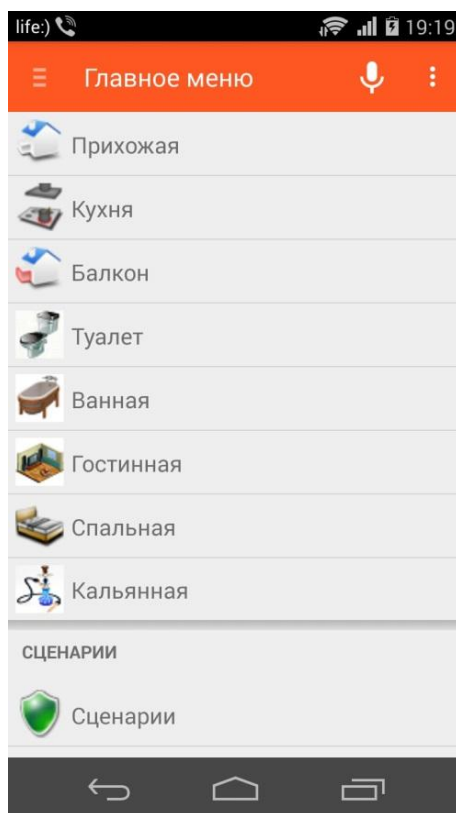 life:) 19:19
Главное меню
Прихожая
Кухня
Балкон
Туалет
Ванная
Гостинная
Спальная
Кальянная
СЦЕНАРИИ
Сценарии